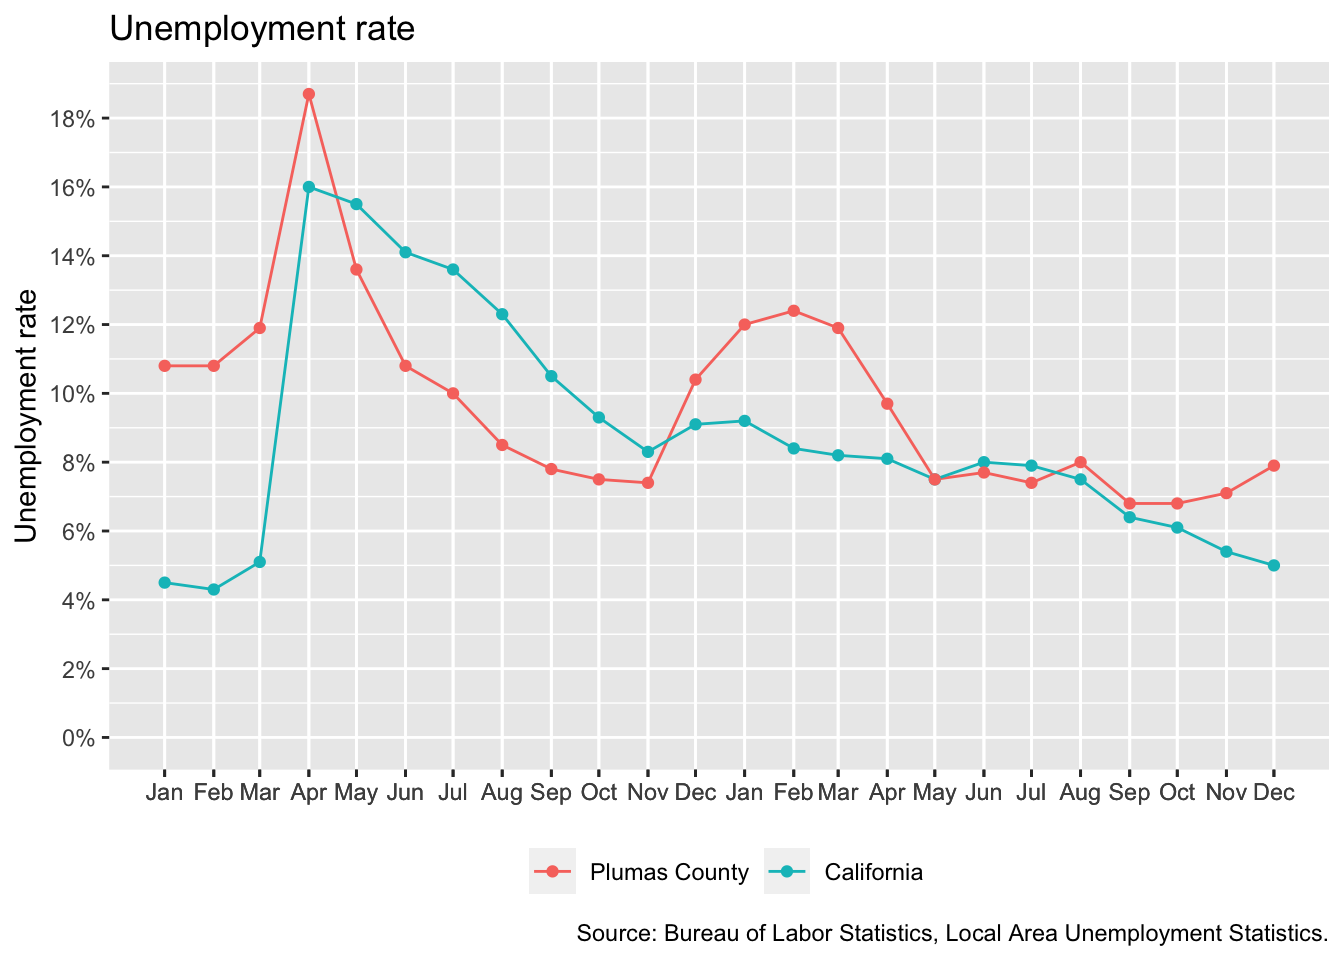 Unemployment rate
Unemployment rate
18%
16%
14%
12%
10%
8%
6%
4%
2%
0%
Jan Feb Mar Apr May Jun Jul Aug Sep Oct Nov Dec Jan Feb Mar Apr May Jun Jul Aug Sep Oct Nov Dec
Plumas County California
Source: Bureau of Labor Statistics, Local Area Unemployment Statistics.